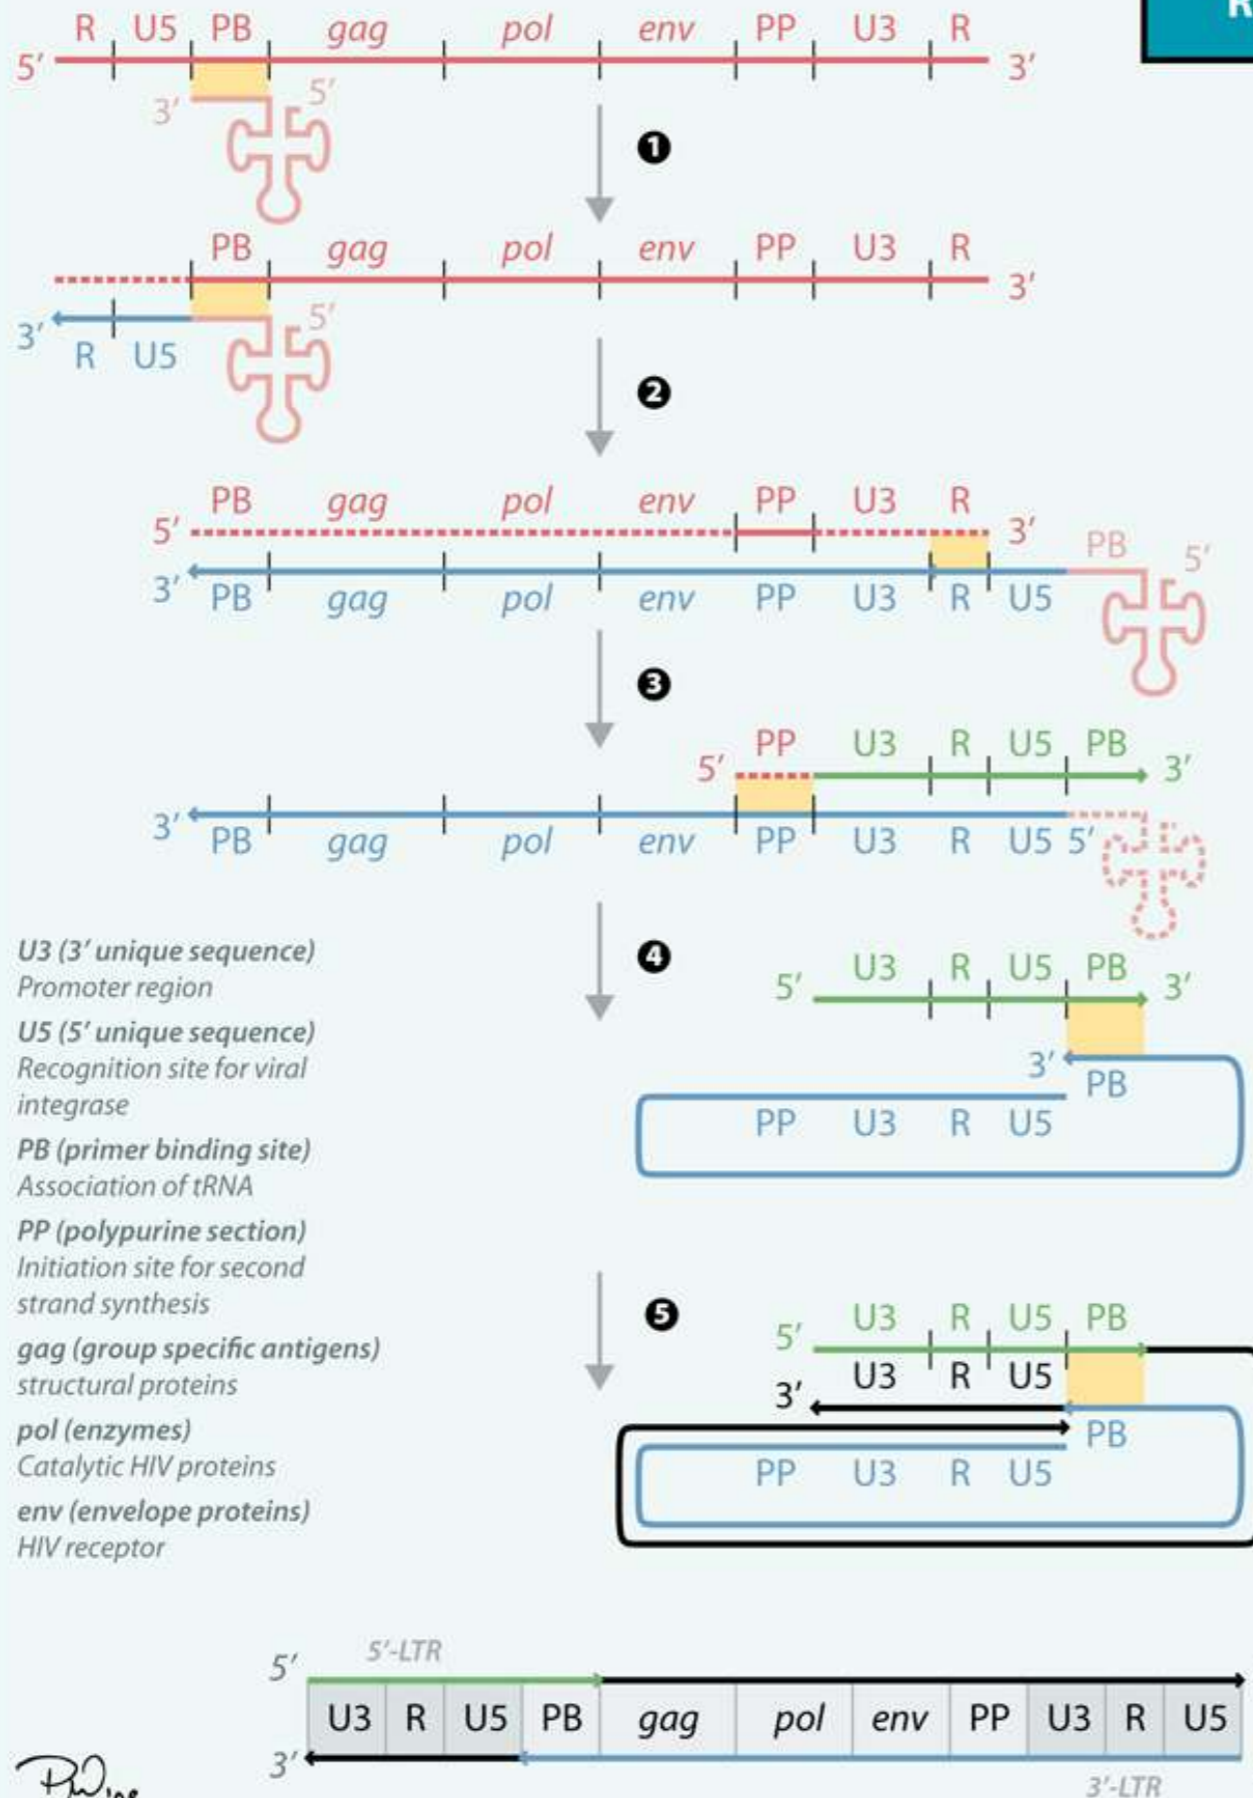 R
R U5 PB gag pol env PP U3 R
5′ 3′
3′ 5′
1
PB gag pol env PP U3 R
3′
5′
3′ R U5
2
PB gag pol env PP U3 R
5′ 3′ PB 5′
3′ PB gag pol env PP U3 R U5
3
PP U3 R U5 PB
5′ 3′
3′ PB gag pol env PP U3 R U5 5′
4
U3 R U5 PB
5′ 3′
3′ PB
PP U3 R U5
U3 (3′ unique sequence)
Promoter region
U5 (5′ unique sequence)
Recognition site for viral
integrase
PB (primer binding site)
Association of tRNA
PP (polypurine section)
Initiation site for second
strand synthesis
gag (group specific antigens)
structural proteins
pol (enzymes)
Catalytic HIV proteins
env (envelope proteins)
HIV receptor
5
U3 R U5 PB
5′
U3 R U5
3′
PB
PP U3 R U5
5′-LTR
5′
U3 R U5 PB gag pol env PP U3 R U5
3′
3′-LTR